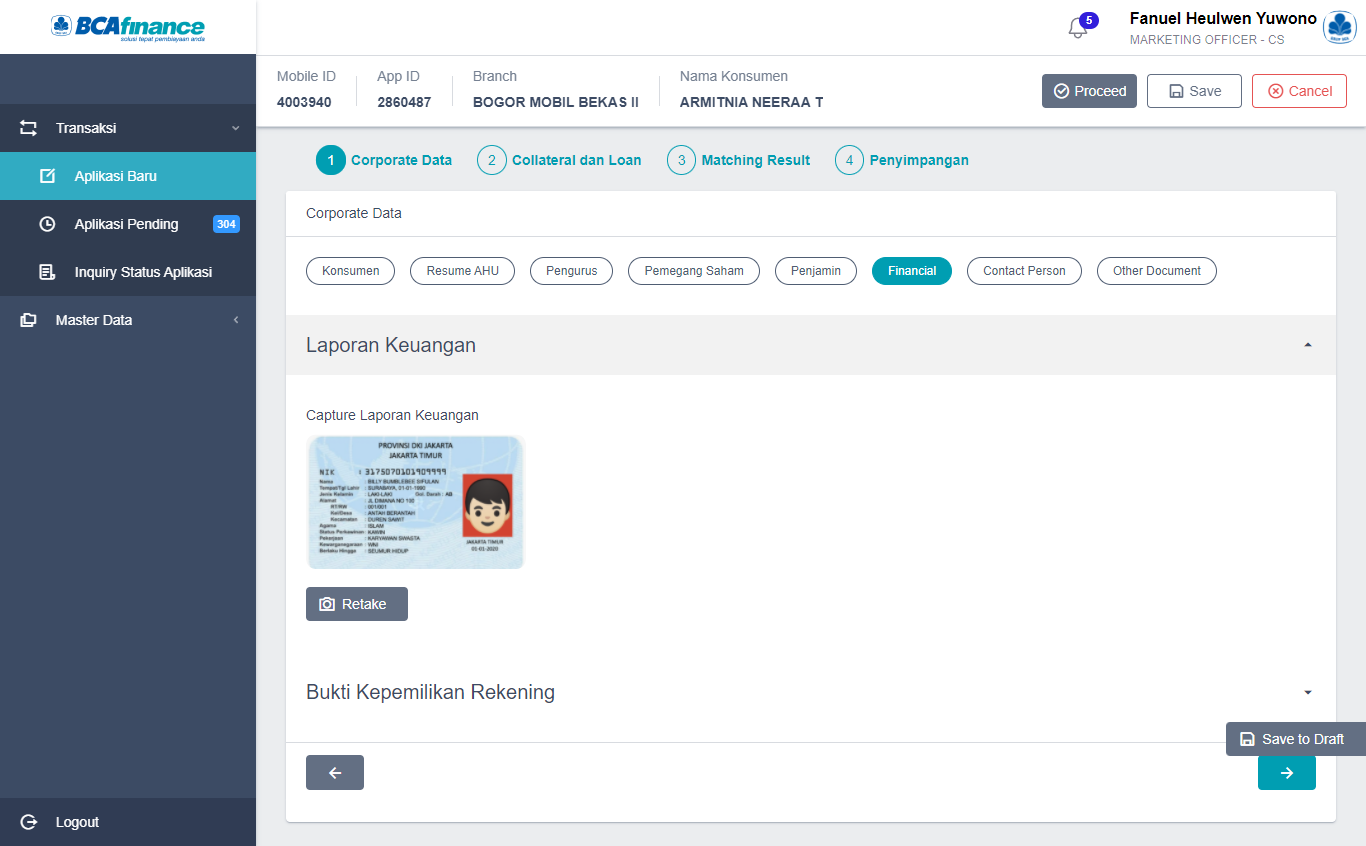 BCAfinance
solusi tepat pembiayaan anda
5
Fanuel Heulwen Yuwono
MARKETING OFFICER - CS
Mobile ID
4003940
App ID
2860487
Branch
BOGOR MOBIL BEKAS II
Nama Konsumen
ARMITNIA NEERAA T
Proceed
Save
Cancel
Transaksi
Aplikasi Baru
Aplikasi Pending
304
Inquiry Status Aplikasi
Master Data
Logout
1 Corporate Data
2 Collateral dan Loan
3 Matching Result
4 Penyimpangan
Corporate Data
Konsumen
Resume AHU
Pengurus
Pemegang Saham
Penjamin
Financial
Contact Person
Other Document
Laporan Keuangan
Capture Laporan Keuangan
PROVINSI DKI JAKARTA
JAKARTA TIMUR
NIK : 3175070101909999
Nama : BILLY BUMBLEBEE SIFULAN
Tempat/Tgl Lahir : SURABAYA, 01-01-1990
Jenis Kelamin : LAKI-LAKI Gol. Darah : AB
Alamat : JL DIMANA NO 100
RT/RW : 001/001
Kel/Desa : ANTAH BERANTAH
Kecamatan : DUREN SAWIT
Agama : ISLAM
Status Perkawinan : KAWIN
Pekerjaan : KARYAWAN SWASTA
Kewarganegaraan : WNI
Berlaku Hingga : SEUMUR HIDUP
JAKARTA TIMUR
01-01-2020
Retake
Bukti Kepemilikan Rekening
Save to Draft